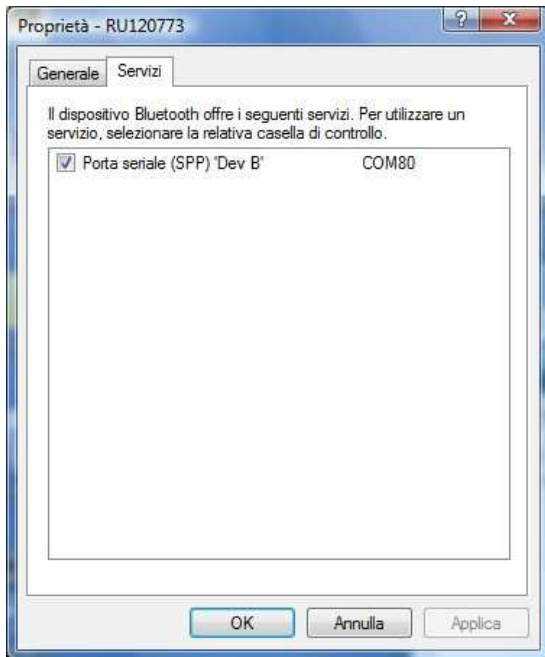 Proprietà - RU120773
Generale
Servizi
Il dispositivo Bluetooth offre i seguenti servizi. Per utilizzare un
servizio, selezionare la relativa casella di controllo.
Porta seriale (SPP) 'Dev B' COM80
OK Annulla Applica